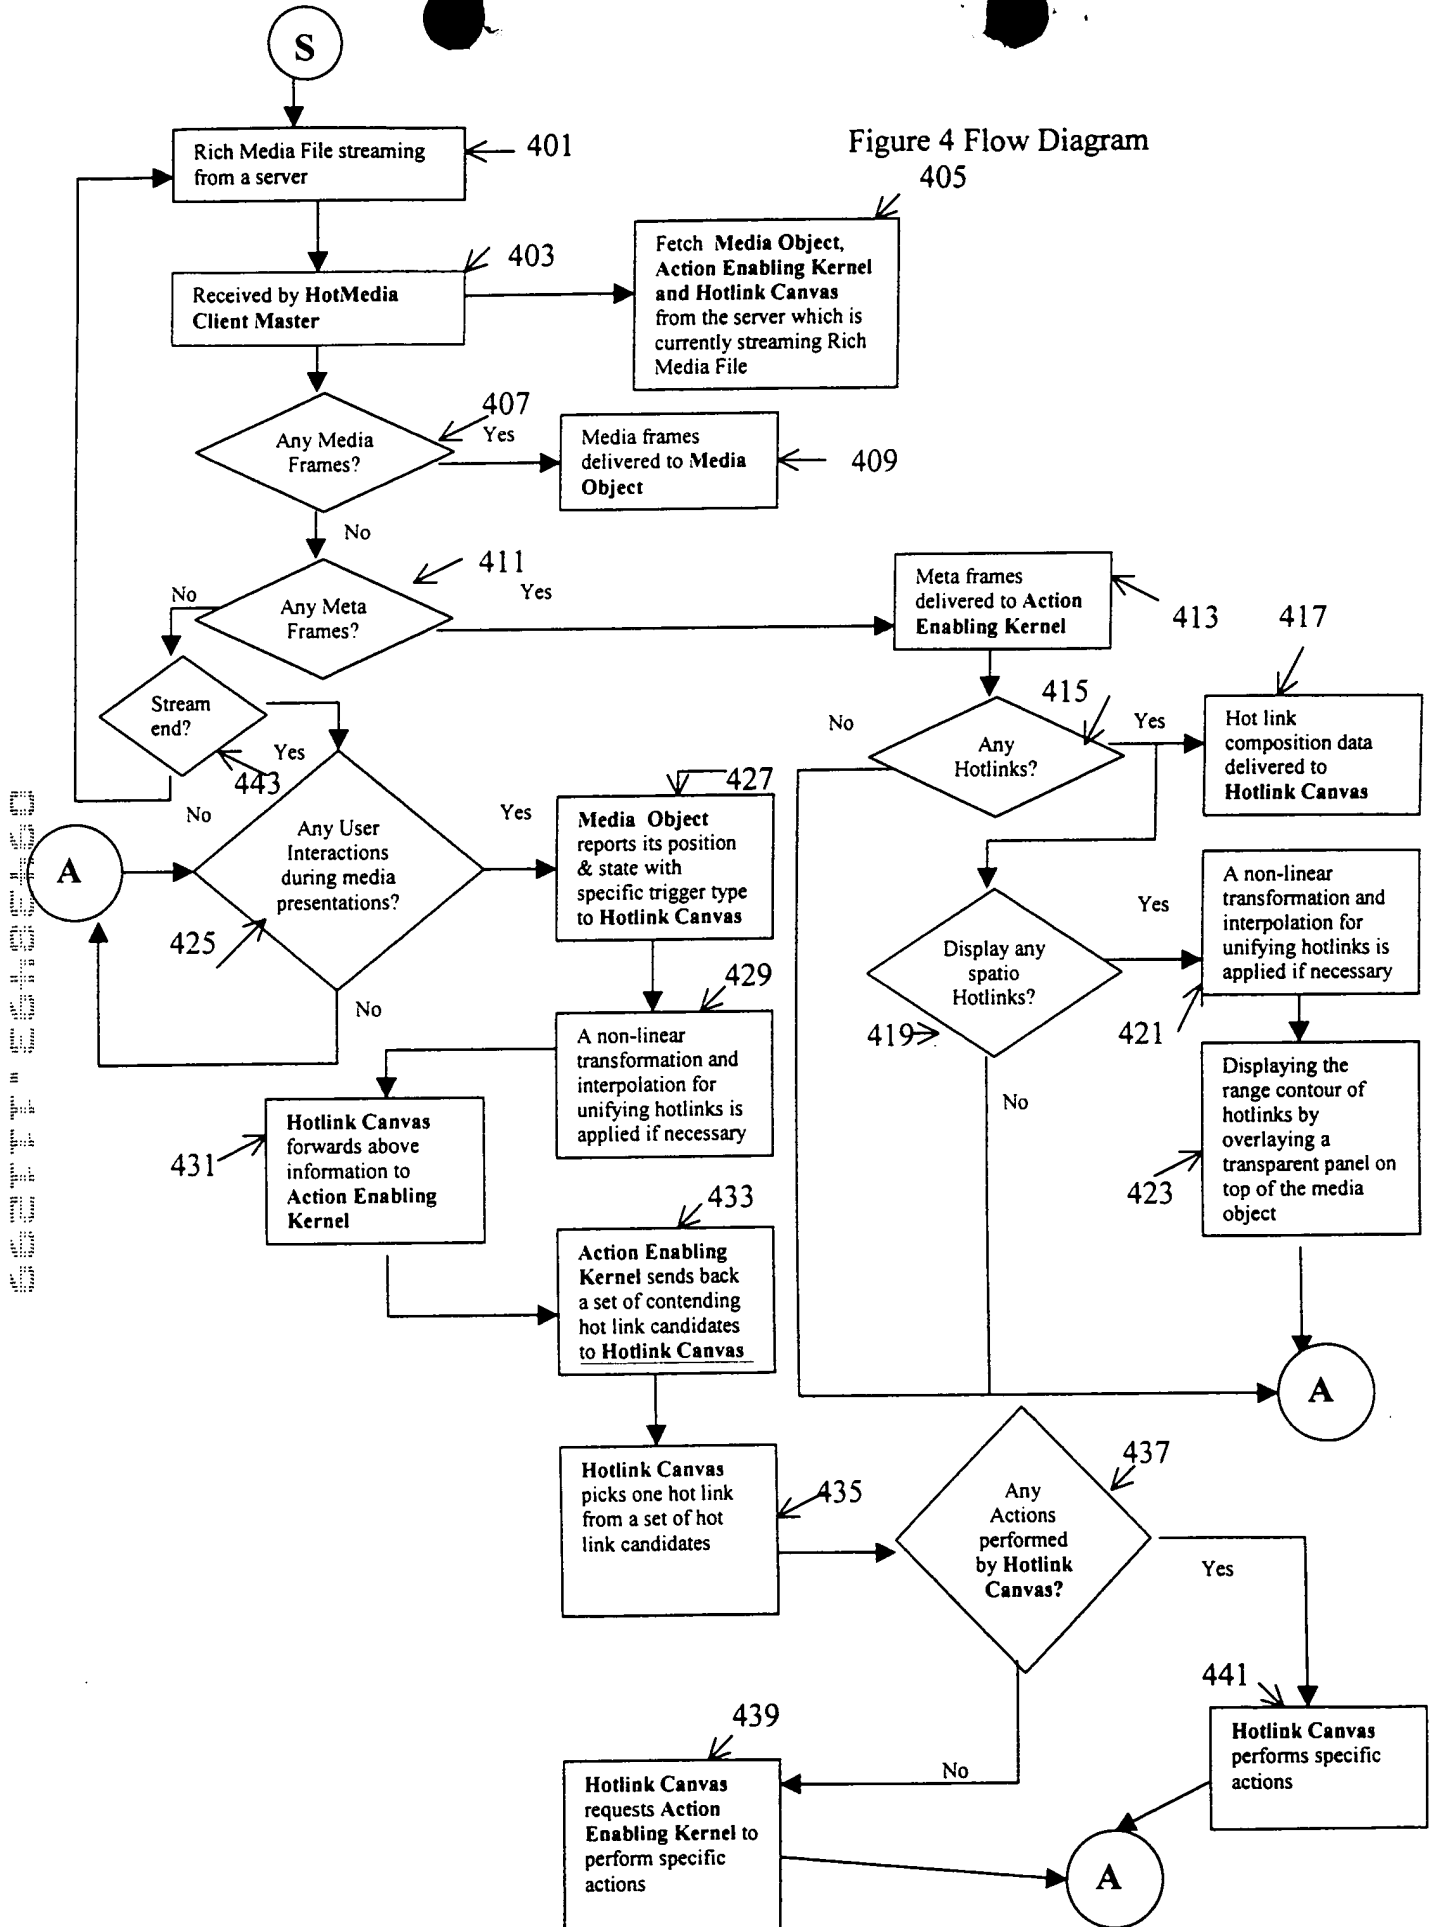 S
Rich Media File streaming
from a server
401
Figure 4 Flow Diagram
405
Fetch Media Object,
Action Enabling Kernel
and Hotlink Canvas
from the server which is
currently streaming Rich
Media File
403
Received by HotMedia
Client Master
407
Yes
Any Media
Frames?
Media frames
delivered to Media
Object
409
No
411
Yes
No
Any Meta
Frames?
Meta frames
delivered to Action
Enabling Kernel
413
417
Stream
end?
Yes
443
No
415
No
Yes
Any
Hotlinks?
Hot link
composition data
delivered to
Hotlink Canvas
A
Any User
Interactions
during media
presentations?
425
Yes
No
427
Media Object
reports its position
& state with
specific trigger type
to Hotlink Canvas
Display any
spatio
Hotlinks?
419
Yes
No
A non-linear
transformation and
interpolation for
unifying hotlinks is
applied if necessary
421
429
A non-linear
transformation and
interpolation for
unifying hotlinks is
applied if necessary
Displaying the
range contour of
hotlinks by
overlaying a
transparent panel on
top of the media
object
423
431
Hotlink Canvas
forwards above
information to
Action Enabling
Kernel
433
Action Enabling
Kernel sends back
a set of contending
hot link candidates
to Hotlink Canvas
A
Hotlink Canvas
picks one hot link
from a set of hot
link candidates
435
437
Any
Actions
performed
by Hotlink
Canvas?
Yes
No
441
Hotlink Canvas
performs specific
actions
439
Hotlink Canvas
requests Action
Enabling Kernel to
perform specific
actions
A